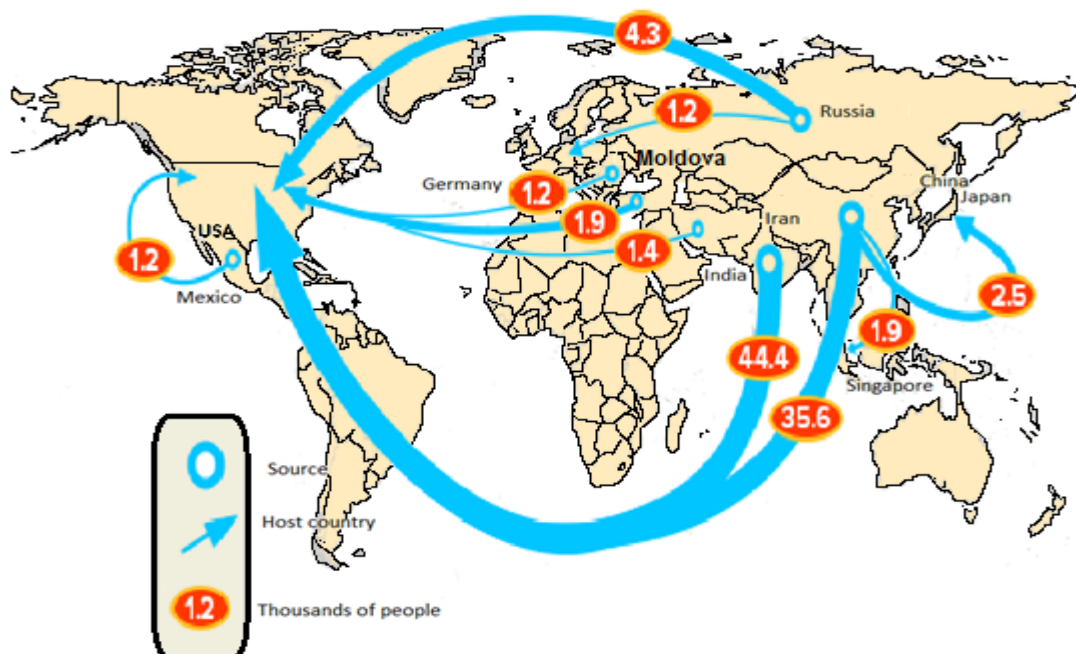 4.3
1.2
Russia
Moldova
Germany
1.2
1.9
1.4
China
Japan
Iran
USA
1.2
Mexico
India
2.5
1.9
44.4
Singapore
35.6
Source
Host country
1.2
Thousands of people